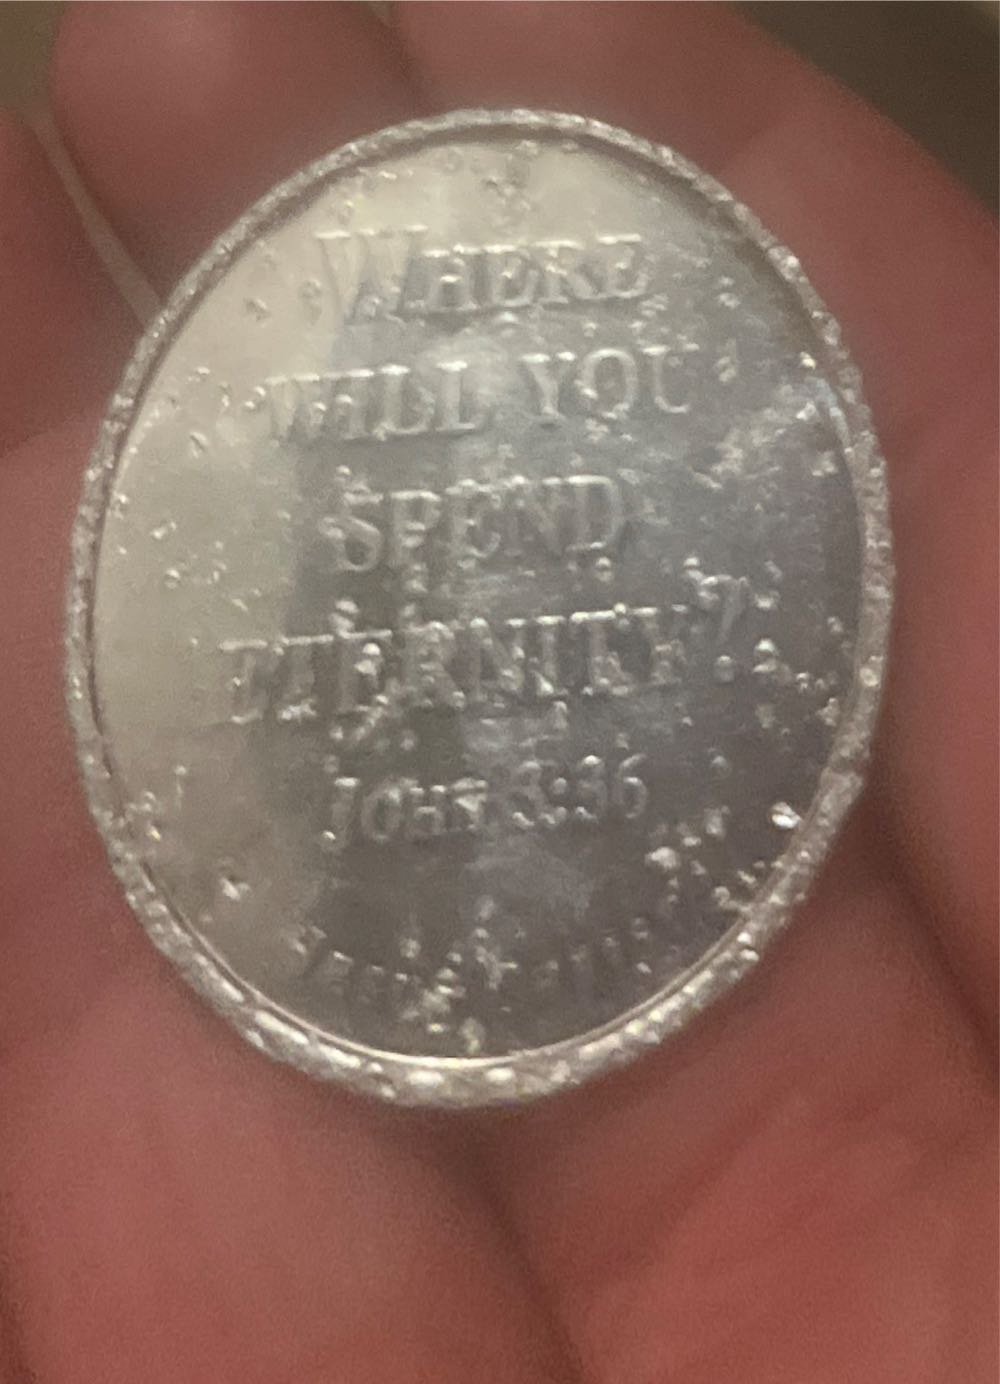 WHERE
WILL YOU
SPEND
ETERNITY?
JOHN 3:36